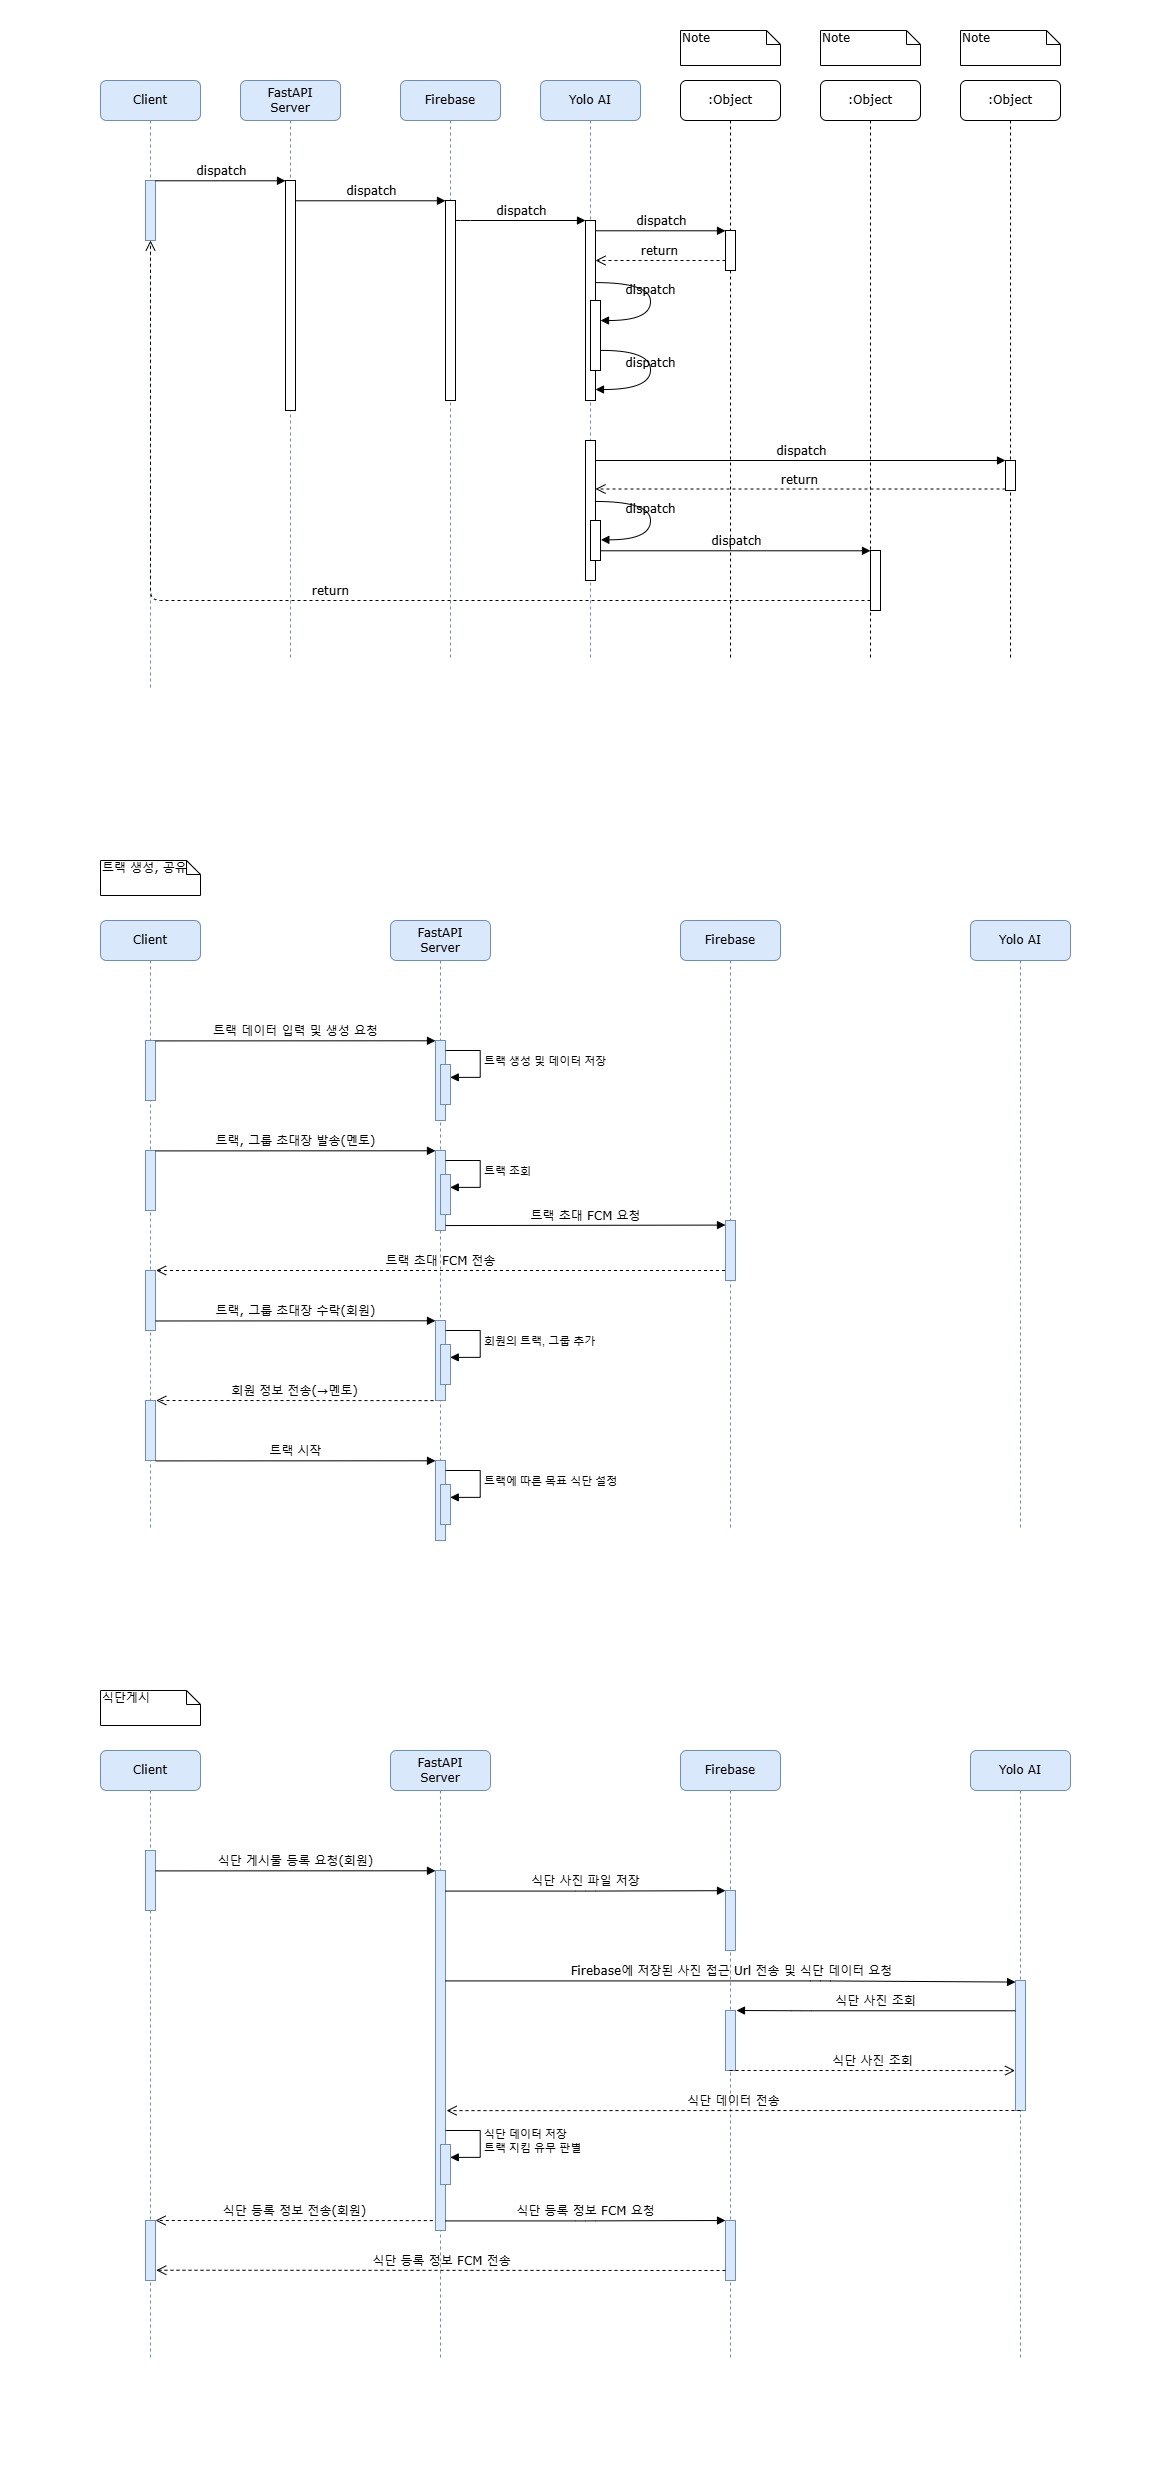 Note
Note
Note
Client
FastAPI
Server
Firebase
Yolo AI
:Object
:Object
:Object
dispatch
dispatch
dispatch
dispatch
return
dispatch
dispatch
dispatch
return
dispatch
dispatch
return
트랙 생성, 공유
Client
FastAPI
Server
Firebase
Yolo AI
트랙 데이터 입력 및 생성 요청
트랙 생성 및 데이터 저장
트랙, 그룹 초대장 발송(멘토)
트랙 조회
트랙 초대 FCM 요청
트랙 초대 FCM 전송
트랙, 그룹 초대장 수락(회원)
회원의 트랙, 그룹 추가
회원 정보 전송(→멘토)
트랙 시작
트랙에 따른 목표 식단 설정
식단게시
Client
FastAPI
Server
Firebase
Yolo AI
식단 게시물 등록 요청(회원)
식단 사진 파일 저장
Firebase에 저장된 사진 접근 Url 전송 및 식단 데이터 요청
식단 사진 조회
식단 사진 조회
식단 데이터 전송
식단 데이터 저장
트랙 지킴 유무 판별
식단 등록 정보 전송(회원)
식단 등록 정보 FCM 요청
식단 등록 정보 FCM 전송